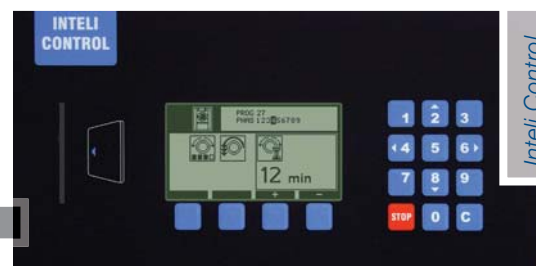 INTELI
CONTROL
PROG 27
12 min
+ −
1 2 3
4 5 6
7 8 9
STOP 0 C
Inteli Control